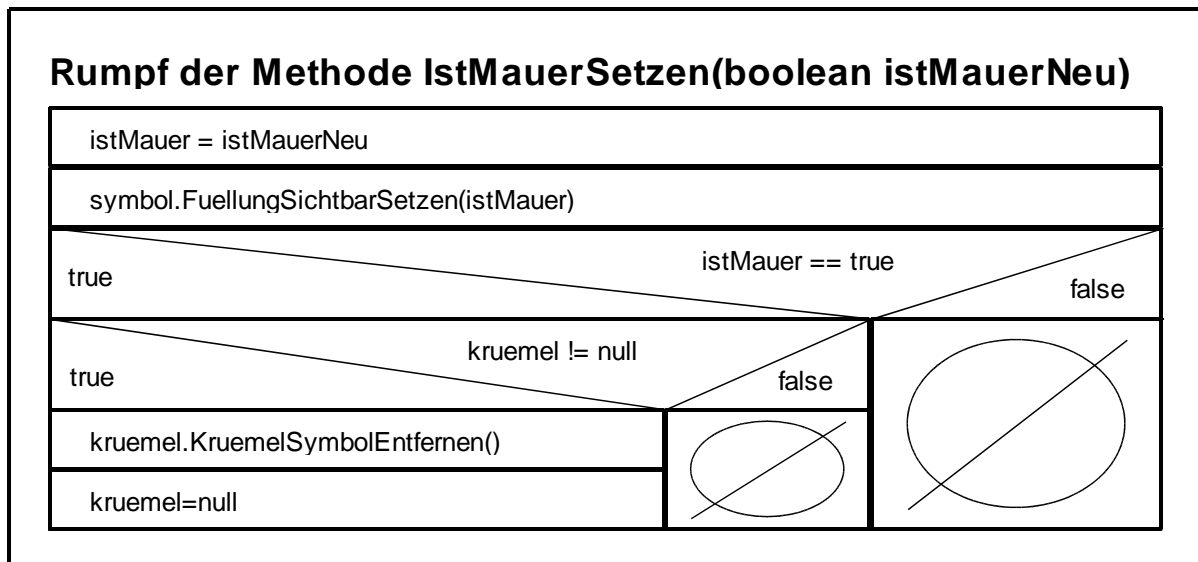 Rumpf der Methode IstMauerSetzen(boolean istMauerNeu)
istMauer = istMauerNeu
symbol.FuellungSichtbarSetzen(istMauer)
istMauer == true
true
false
kruemel != null
true
false
kruemel.KruemelSymbolEntfernen()
kruemel=null